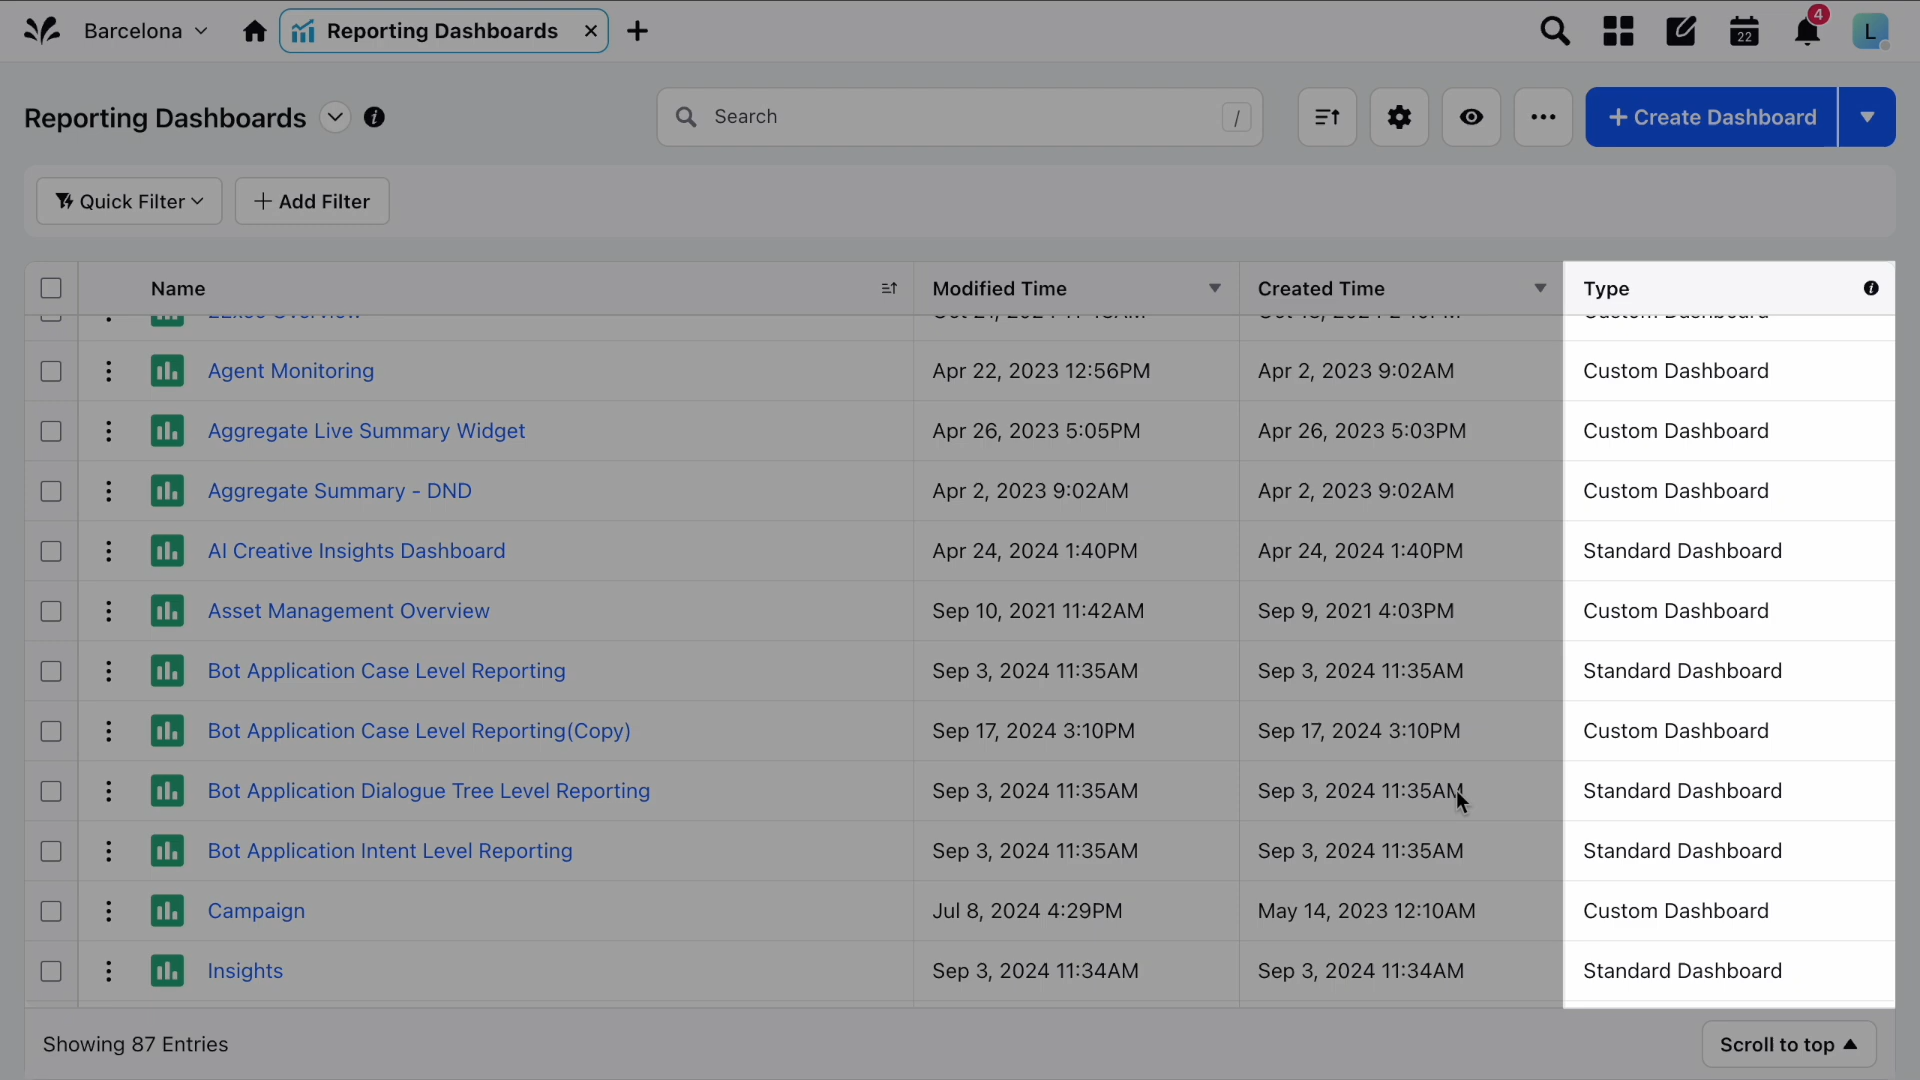 Barcelona
Reporting Dashboards
22
4
L
Reporting Dashboards
Search
/
+ Create Dashboard
Quick Filter
+ Add Filter
Name
Modified Time
Created Time
Type
Agent Monitoring
Apr 22, 2023 12:56PM
Apr 2, 2023 9:02AM
Custom Dashboard
Aggregate Live Summary Widget
Apr 26, 2023 5:05PM
Apr 26, 2023 5:03PM
Custom Dashboard
Aggregate Summary - DND
Apr 2, 2023 9:02AM
Apr 2, 2023 9:02AM
Custom Dashboard
AI Creative Insights Dashboard
Apr 24, 2024 1:40PM
Apr 24, 2024 1:40PM
Standard Dashboard
Asset Management Overview
Sep 10, 2021 11:42AM
Sep 9, 2021 4:03PM
Custom Dashboard
Bot Application Case Level Reporting
Sep 3, 2024 11:35AM
Sep 3, 2024 11:35AM
Standard Dashboard
Bot Application Case Level Reporting(Copy)
Sep 17, 2024 3:10PM
Sep 17, 2024 3:10PM
Custom Dashboard
Bot Application Dialogue Tree Level Reporting
Sep 3, 2024 11:35AM
Sep 3, 2024 11:35AM
Standard Dashboard
Bot Application Intent Level Reporting
Sep 3, 2024 11:35AM
Sep 3, 2024 11:35AM
Standard Dashboard
Campaign
Jul 8, 2024 4:29PM
May 14, 2023 12:10AM
Custom Dashboard
Insights
Sep 3, 2024 11:34AM
Sep 3, 2024 11:34AM
Standard Dashboard
Showing 87 Entries
Scroll to top